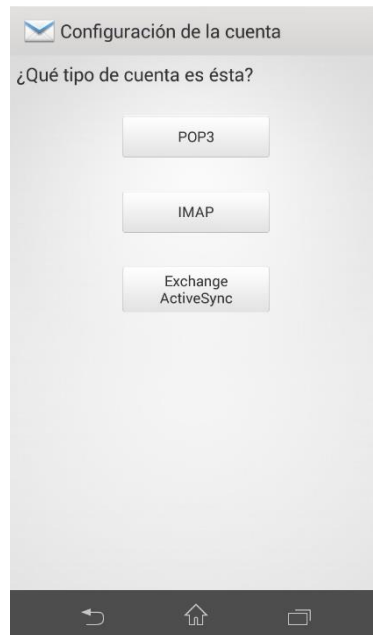 Configuración de la cuenta
¿Qué tipo de cuenta es ésta?
POP3
IMAP
Exchange
ActiveSync